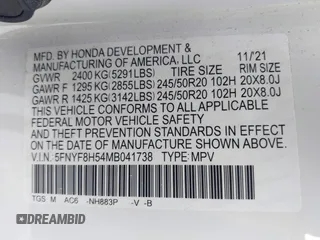 MFD. BY HONDA DEVELOPMENT &
MANUFACTURING OF AMERICA, LLC 11/21
GVWR 2400 KG(5291LBS) TIRE SIZE RIM SIZE
GAWR F 1295 KG(2855LBS) 245/50R20 102H 20X8.0J
GAWR R 1425 KG(3142LBS) 245/50R20 102H 20X8.0J
THIS VEHICLE CONFORMS TO ALL APPLICABLE
FEDERAL MOTOR VEHICLE SAFETY STANDARDS
IN EFFECT ON THE DATE OF
MANUFACTURE SHOWN ABOVE.
V.I.N.: 5FNYF8H54MB041738 TYPE: MPV
TGS M AC6 -NH883P -V -B
DREAMBID